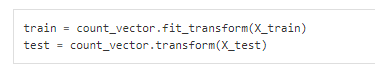 train = count_vector.fit_transform(X_train)
test = count_vector.transform(X_test)